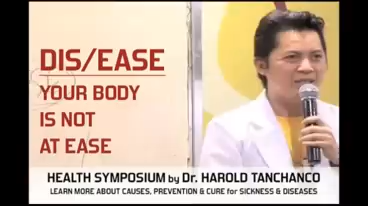 DIS/EASE
YOUR BODY
IS NOT
AT EASE
HEALTH SYMPOSIUM by Dr. HAROLD TANCHANCO
LEARN MORE ABOUT CAUSES, PREVENTION & CURE for SICKNESS & DISEASES